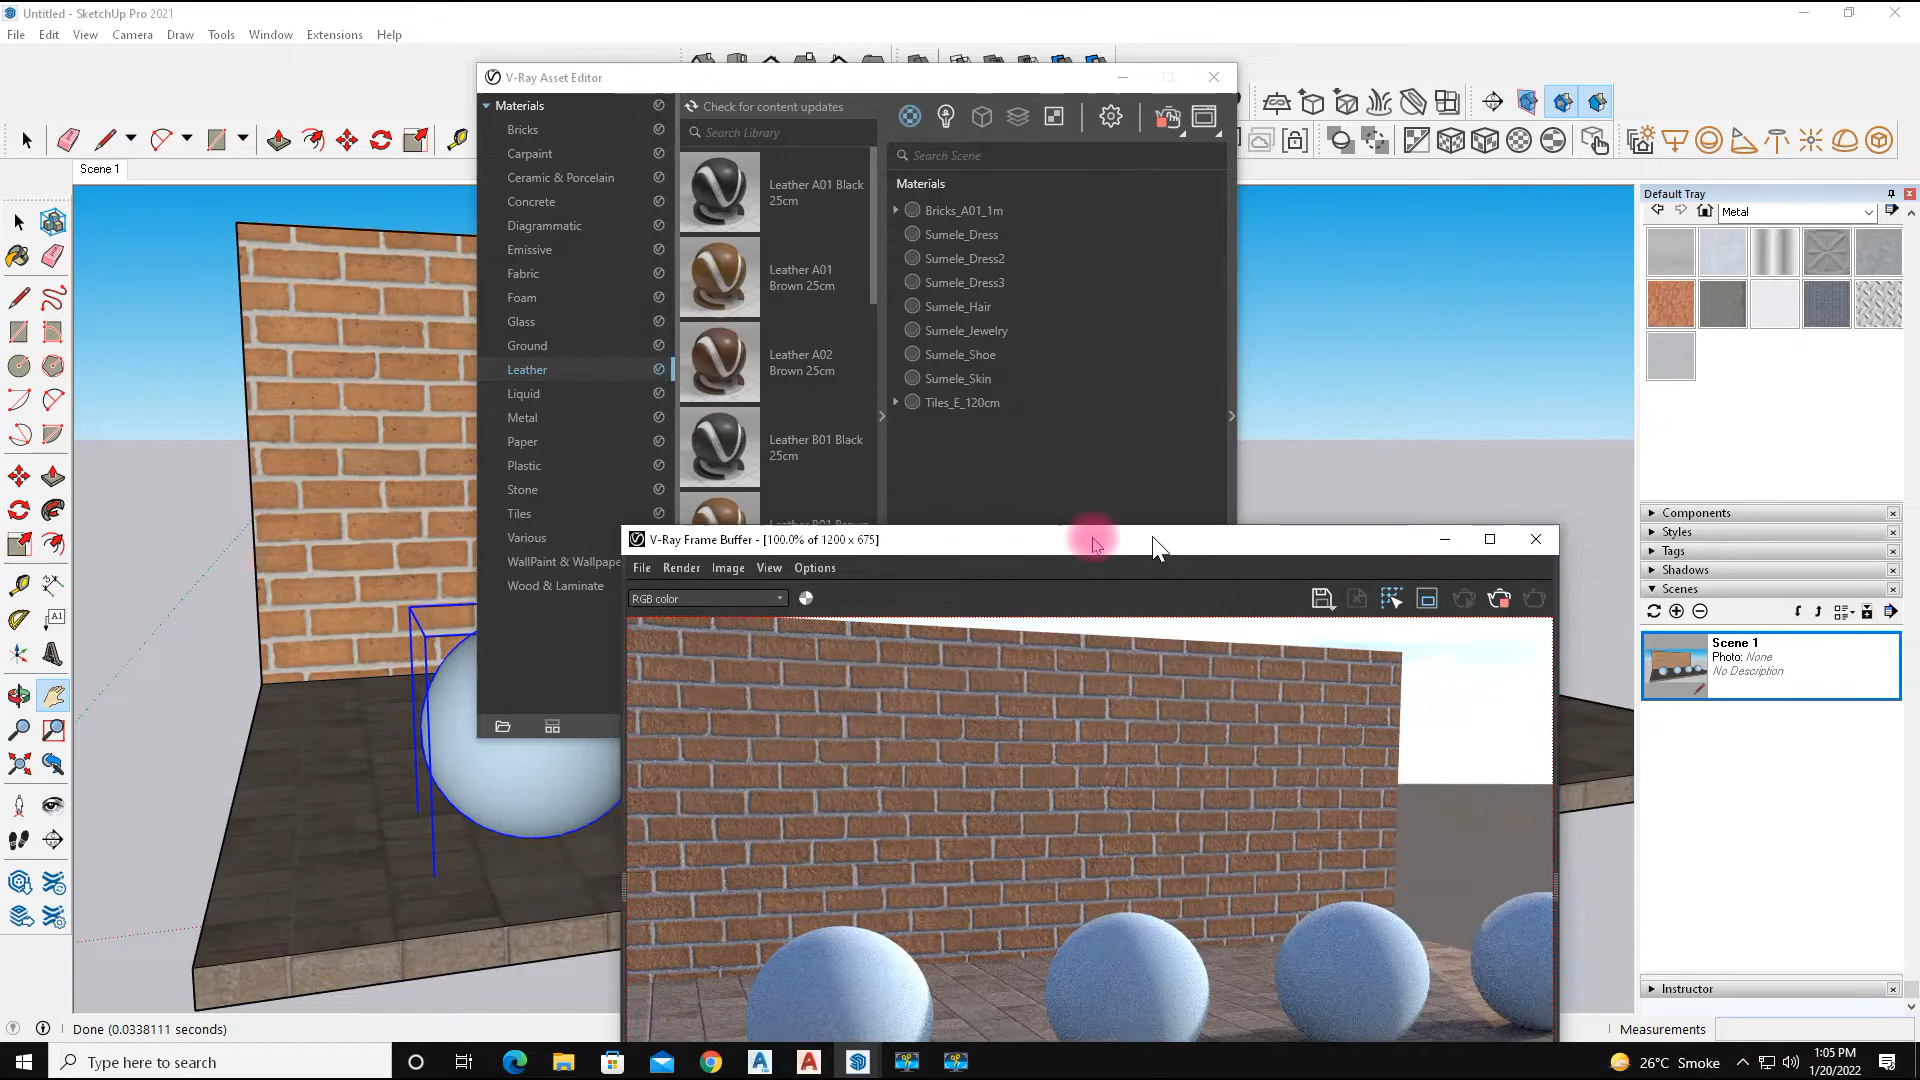 Untitled - SketchUp Pro 2021
File Edit View Camera Draw Tools Window Extensions Help
Scene 1
V-Ray Asset Editor
Materials
Bricks
Carpaint
Ceramic & Porcelain
Concrete
Diagrammatic
Emissive
Fabric
Foam
Glass
Ground
Leather
Liquid
Metal
Paper
Plastic
Stone
Tiles
Various
WallPaint & Wallpape
Wood & Laminate
Check for content updates
Search Library
Leather A01 Black
25cm
Leather A01
Brown 25cm
Leather A02
Brown 25cm
Leather B01 Black
25cm
Leather B01 Brown
Search Scene
Materials
Bricks_A01_1m
Sumele_Dress
Sumele_Dress2
Sumele_Dress3
Sumele_Hair
Sumele_Jewelry
Sumele_Shoe
Sumele_Skin
Tiles_E_120cm
V-Ray Frame Buffer - [100.0% of 1200 x 675]
File Render Image View Options
RGB color
Default Tray
Metal
Components
Styles
Tags
Shadows
Scenes
Scene 1
Photo: None
No Description
Instructor
A1
Done (0.0338111 seconds)
Measurements
Type here to search
26°C Smoke
1:05 PM
1/20/2022